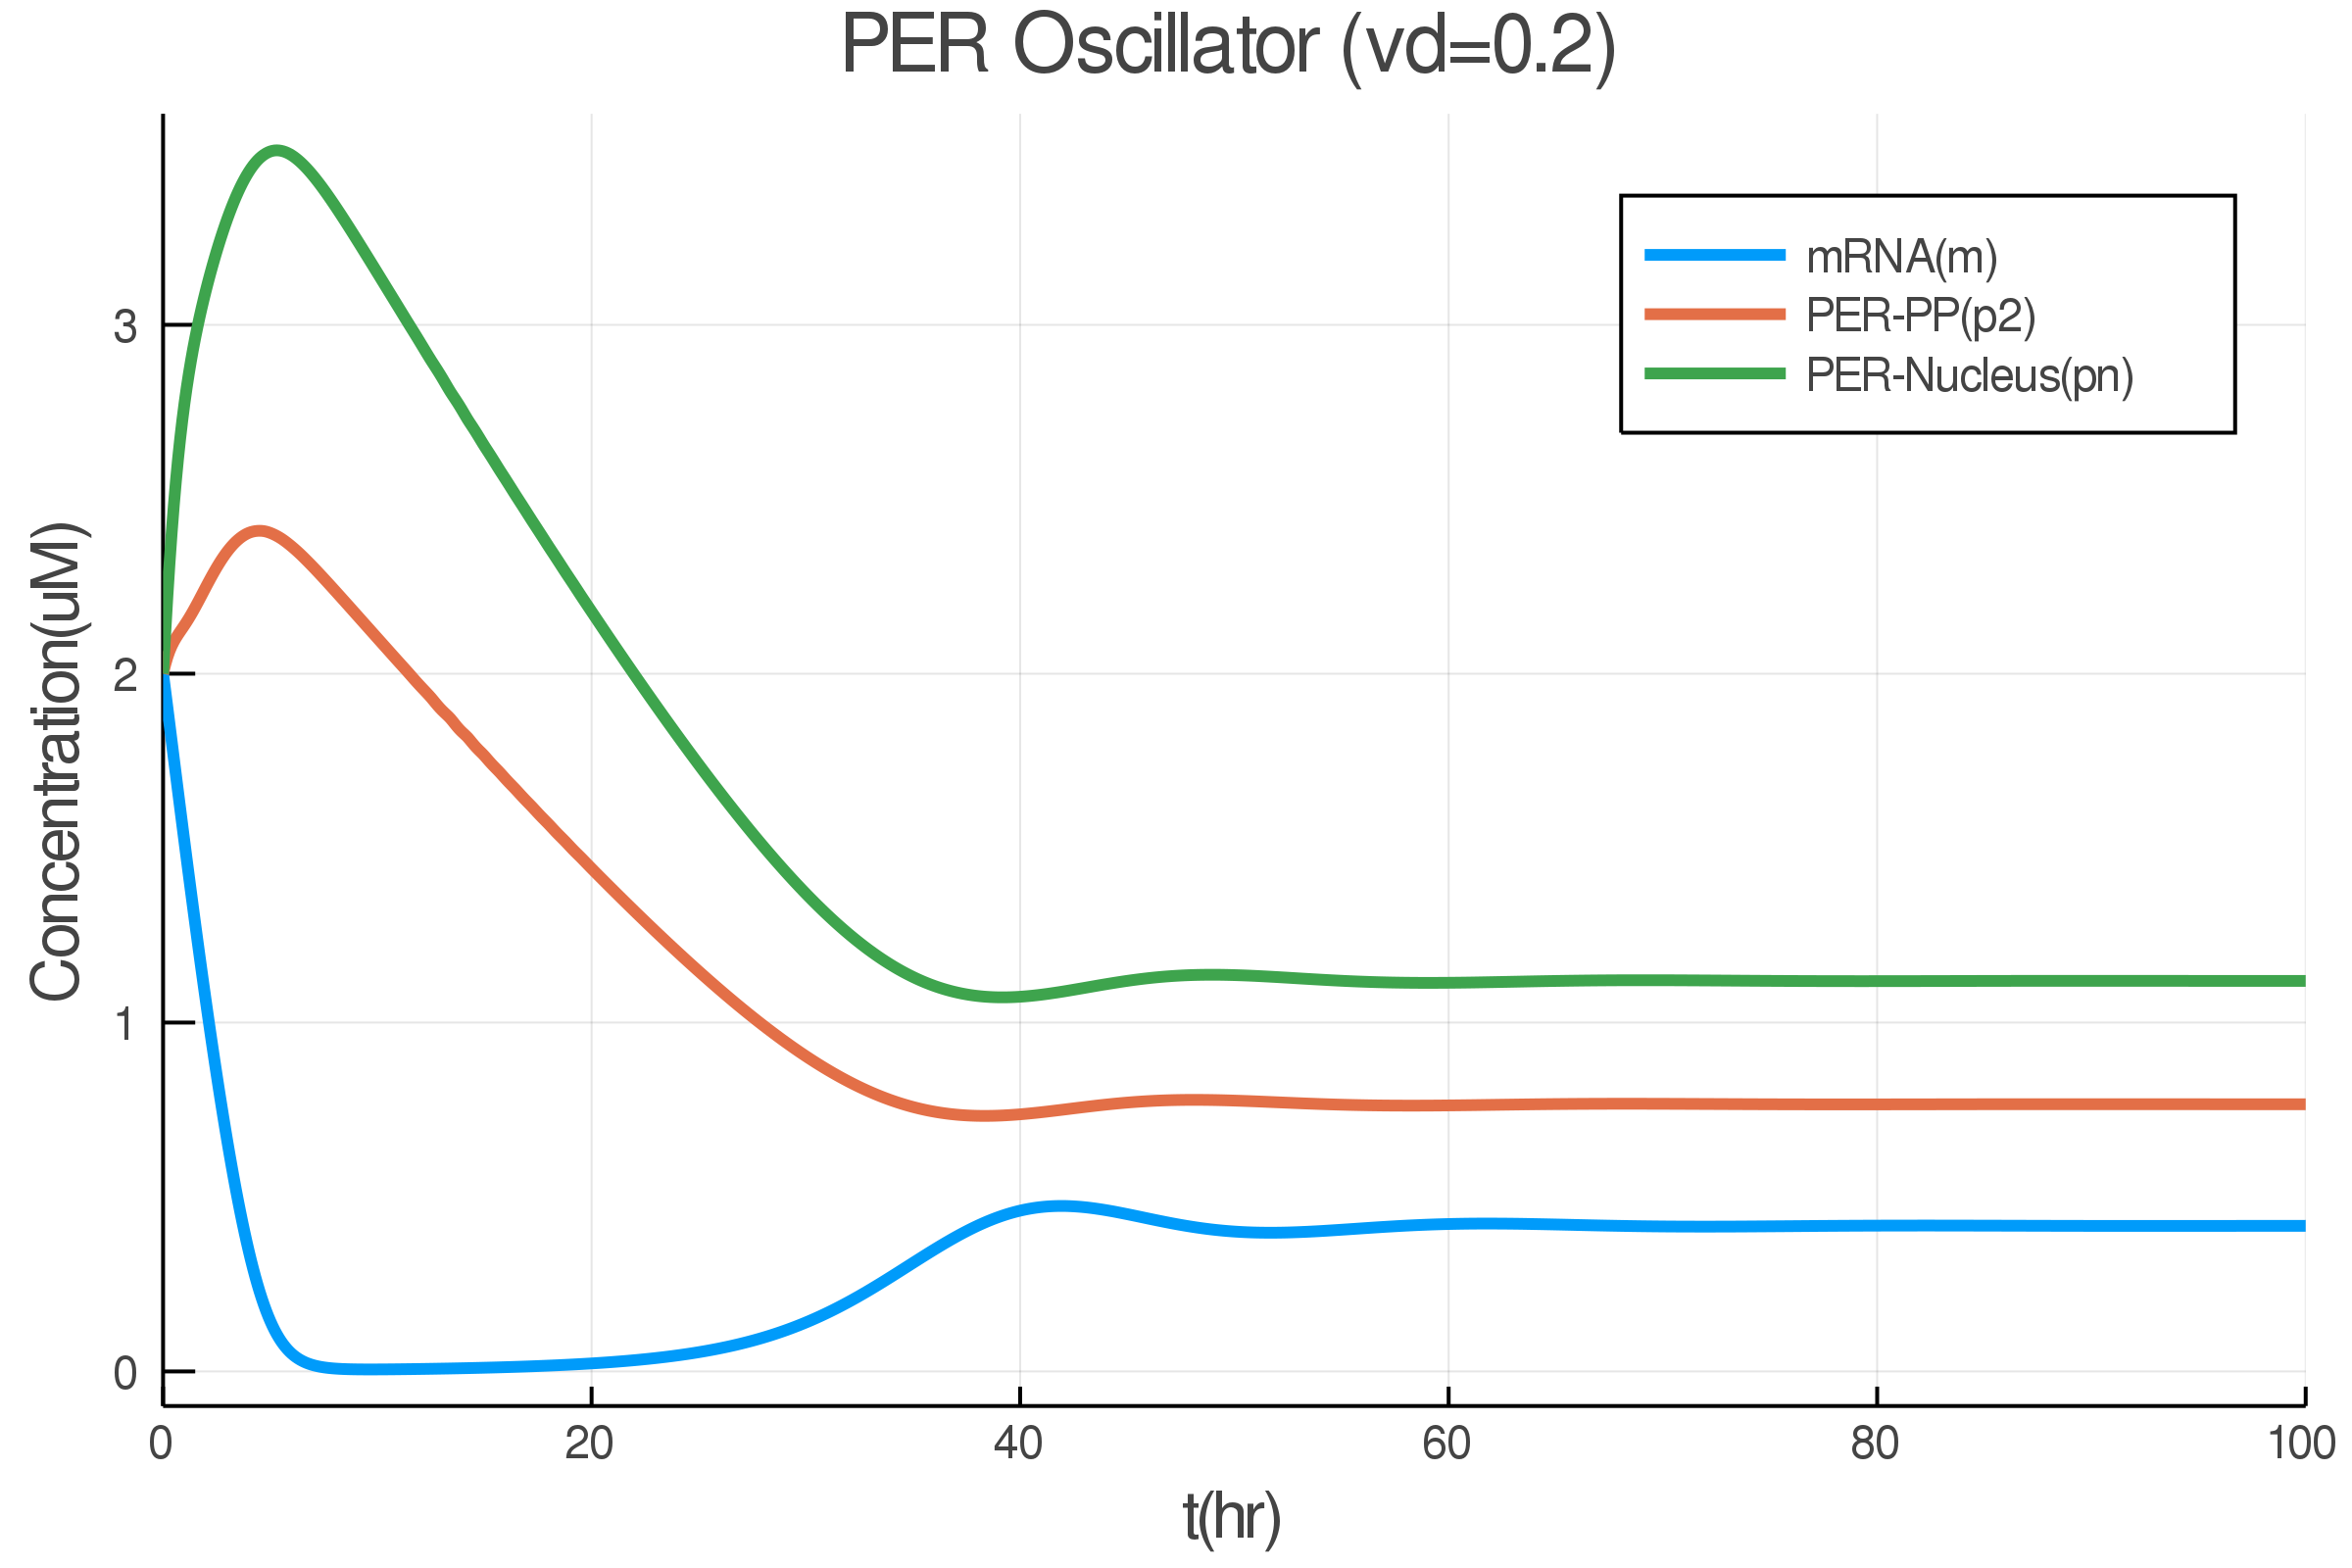 PER Oscillator (vd=0.2)
mRNA(m)
PER-PP(p2)
PER-Nucleus(pn)
Concentration(uM)
3
2
1
0
0 20 40 60 80 100
t(hr)